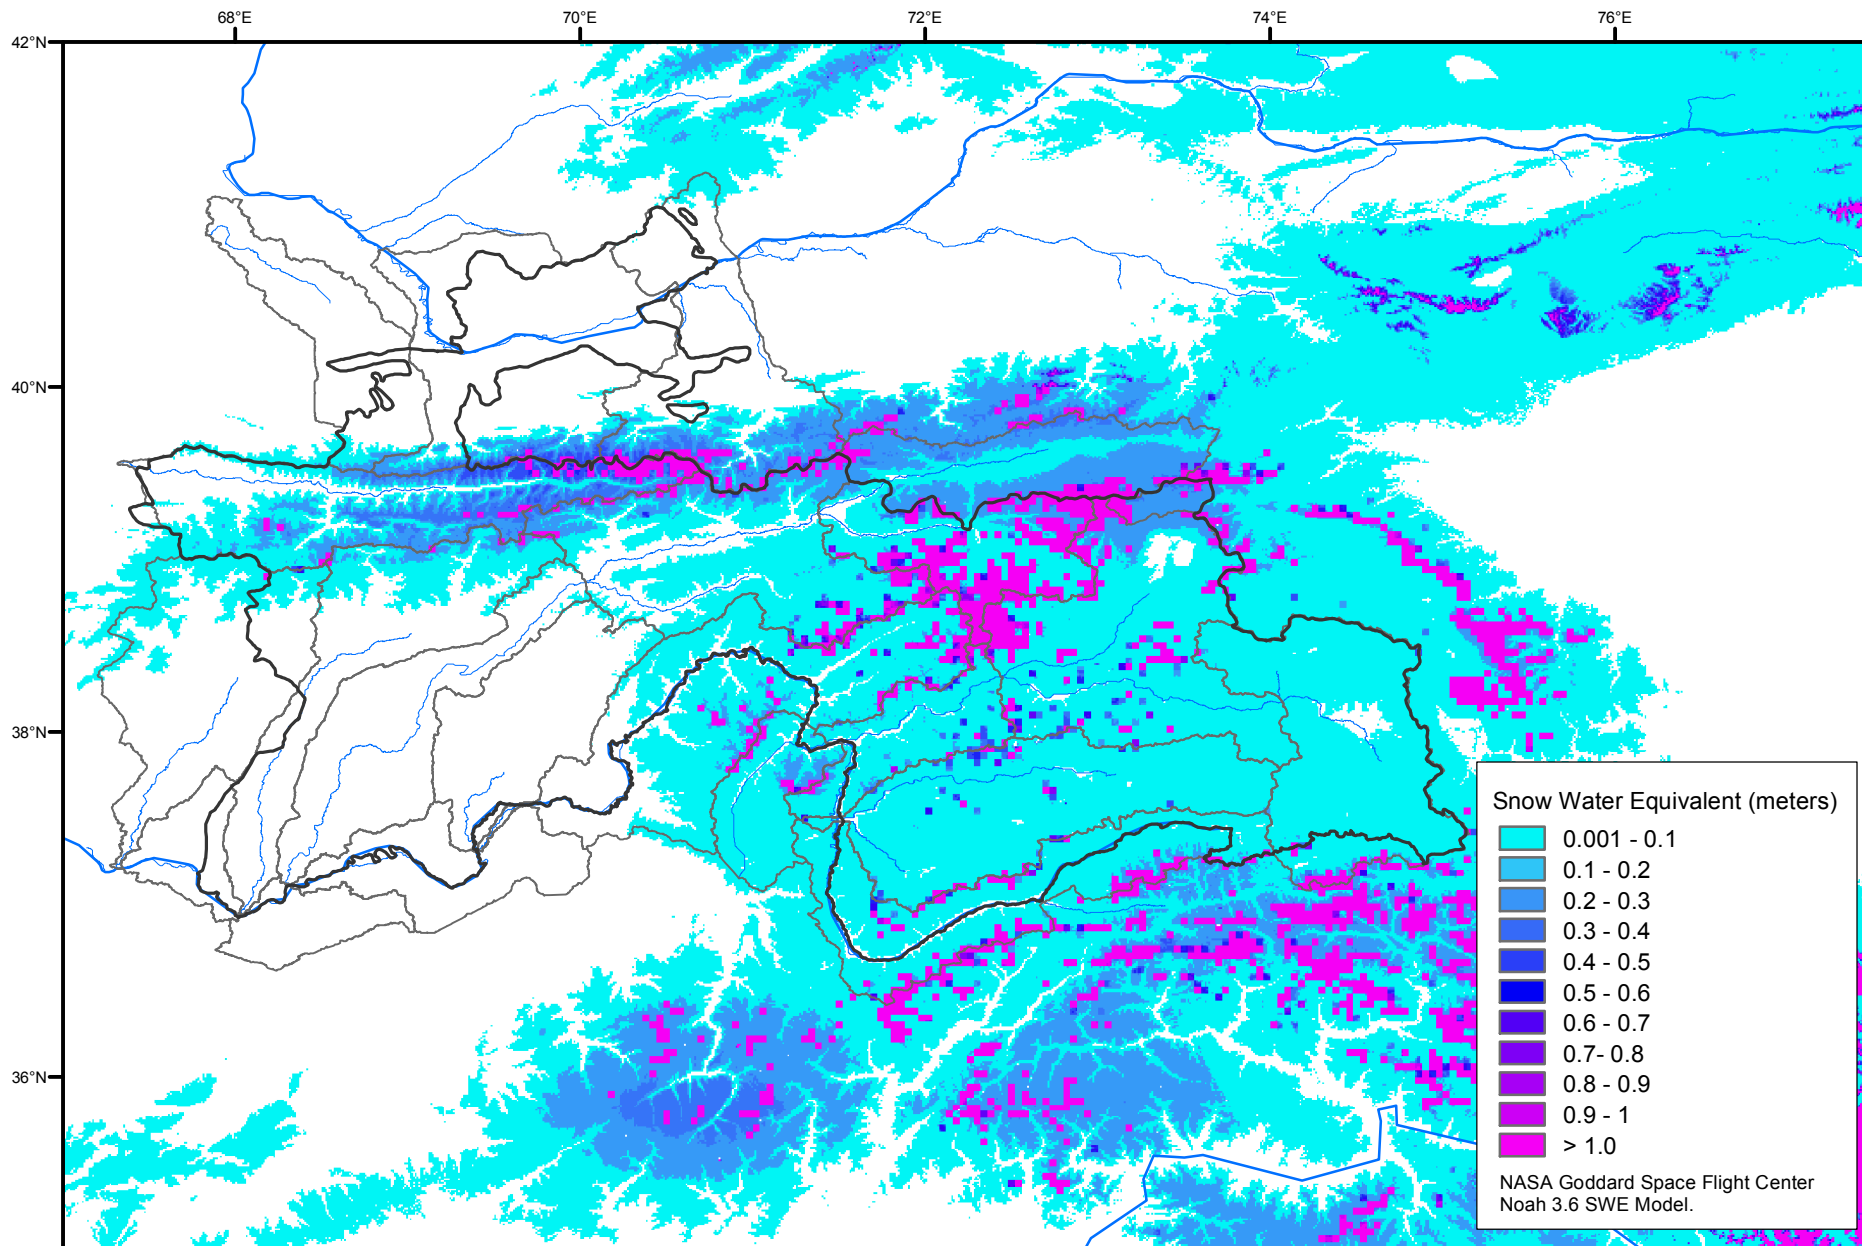 68°E
70°E
72°E
74°E
76°E
42°N
40°N
38°N
36°N
Snow Water Equivalent (meters)
0.001 - 0.1
0.1 - 0.2
0.2 - 0.3
0.3 - 0.4
0.4 - 0.5
0.5 - 0.6
0.6 - 0.7
0.7- 0.8
0.8 - 0.9
0.9 - 1
> 1.0
NASA Goddard Space Flight Center
Noah 3.6 SWE Model.